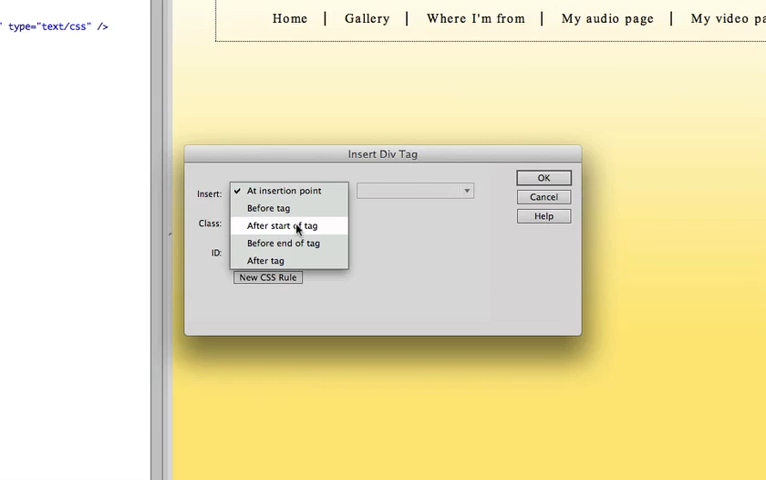 " type="text/css" />
Home | Gallery | Where I'm from | My audio page | My video pa
Insert Div Tag
Insert:
✓ At insertion point
Before tag
After start of tag
Before end of tag
After tag
Class:
ID:
New CSS Rule
OK
Cancel
Help